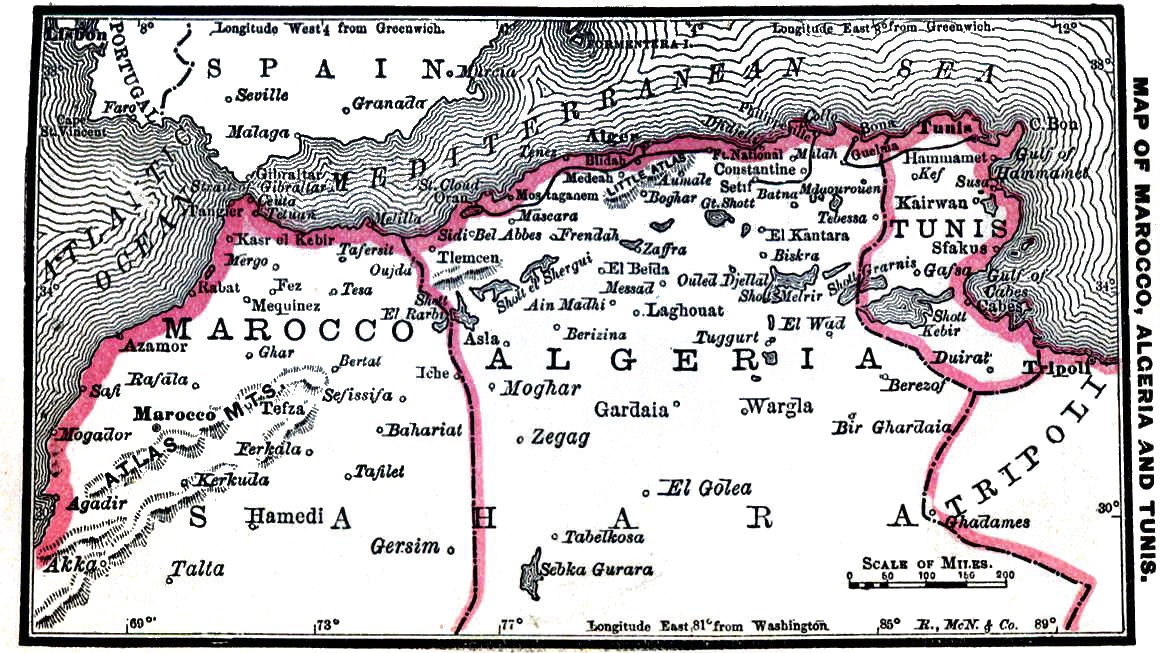 Longitude West 4 from Greenwich.
Longitude East 8° from Greenwich.
8°
4°
12°
38°
38°
Lisbon
PORTUGAL
SPAIN
Murcia
FORMENTERA I.
Seville
Granada
Faro
Cape
St. Vincent
Malaga
MEDITERRANEAN SEA
ATLANTIC
OCEAN
Strait of
Gibraltar
Gibraltar
Ceuta
Tetuan
Tangier
Melilla
St. Cloud
Oran
Tenez
Alger
Blidah
Medeah
Mostaganem
LITTLE ATLAS
Ft. National
Djidjelli
Collo
Bona
Guelma
Tunis
C. Bon
Gulf of
Hammamet
Constantine
Milah
Hammamet
Kef
Susa
Aumale
Setif
Boghar
Batna
Mdaourouen
Gt. Shott
Tebessa
Kairwan
TUNIS
Sfakus
Mascara
Kasr el Kebir
Tafersit
Sidi Bel Abbes
Frendah
Zaffra
El Kantara
Mergo
Oujda
Tlemcen
Shott el Shergui
El Beida
Biskra
Grarnis
Gafsa
Gulf of
Cabes
Cabes
34°
34°
Rabat
Fez
Tesa
Messad
Ouled Djellal
Shott
Melrir
Shott
Mequinez
Shott
El Rarbi
Ain Madhi
Laghouat
Shott
Kebir
MAROCCO
Azamor
Ghar
Asla
Berizina
Tuggurt
El Wad
Duirat
Tripoli
ALGERIA
Bertat
Iche
Moghar
Berezof
Safi
Rafala
Sefissifa
Marocco
Tefza
ATLAS MTS.
Gardaia
Wargla
Bir Ghardaia
Mogador
Bahariat
Zegag
TRIPOLI
Ferkala
Tafilet
Kerkuda
El Golea
Agadir
SAHARA
Hamedi
30°
Ghadames
Gersim
Tabelkosa
Akka
Talta
Sebka Gurara
SCALE OF MILES.
0 50 100 150 200
69°
73°
77°
Longitude East 81° from Washington
85°
R., McN. & Co.
89°
MAP OF MAROCCO, ALGERIA AND TUNIS.